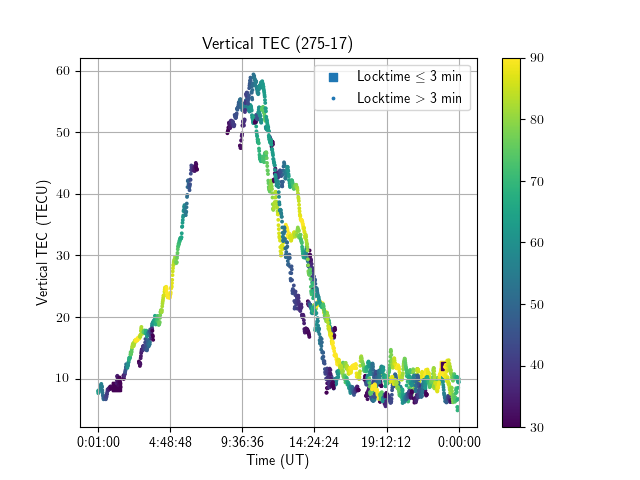 Vertical TEC (275-17)
Locktime ≤ 3 min
Locktime > 3 min
Vertical TEC (TECU)
60
50
40
30
20
10
0:01:00 4:48:48 9:36:36 14:24:24 19:12:12 0:00:00
Time (UT)
90
80
70
60
50
40
30